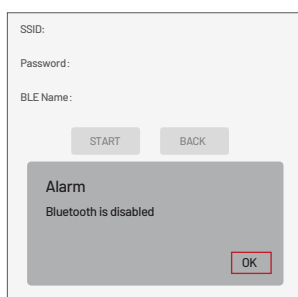 SSID:
Password:
BLE Name:
START BACK
Alarm
Bluetooth is disabled
OK